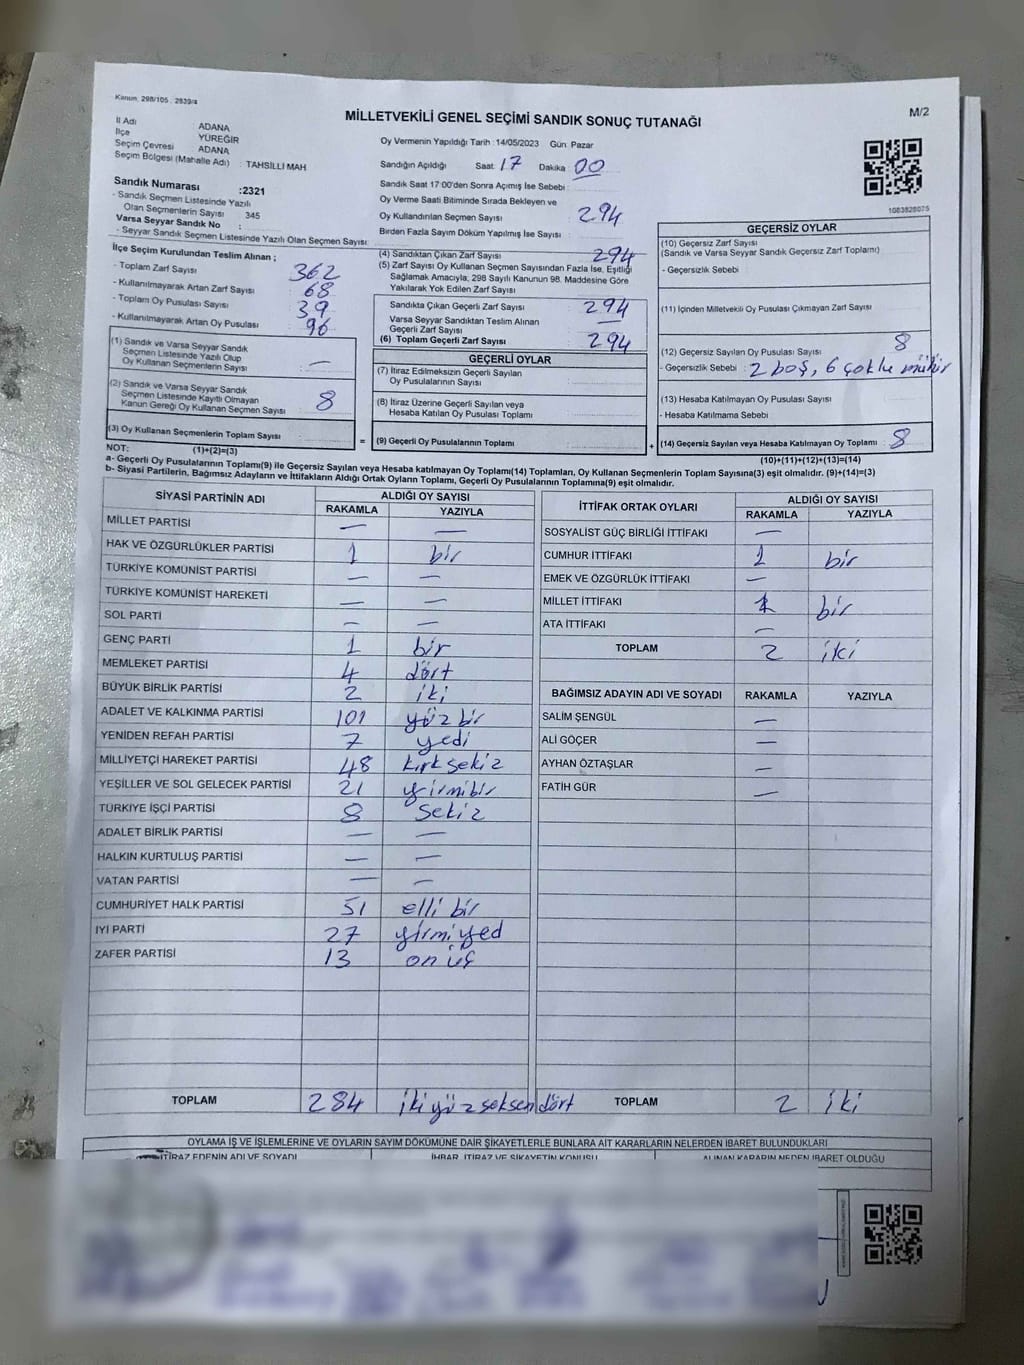 Kanun, 298/105 . 2839/4
MİLLETVEKİLİ GENEL SEÇİMİ SANDIK SONUÇ TUTANAĞI
M/2
İl Adı ADANA
İlçe YÜREĞİR
Seçim Çevresi ADANA
Seçim Bölgesi (Mahalle Adı) : TAHSİLLİ MAH
Oy Vermenin Yapıldığı Tarih : 14/05/2023 Gün Pazar
Sandığın Açıldığı Saat 17 Dakika 00
Sandık Saat 17:00'den Sonra Açılmış İse Sebebi
Oy Verme Saati Bitiminde Sırada Bekleyen ve
Oy Kullandırılan Seçmen Sayısı 294
Birden Fazla Sayım Döküm Yapılmış İse Sayısı
1083828075
Sandık Numarası :2321
- Sandık Seçmen Listesinde Yazılı
Olan Seçmenlerin Sayısı : 345
Varsa Seyyar Sandık No :
- Seyyar Sandık Seçmen Listesinde Yazılı Olan Seçmen Sayısı
İlçe Seçim Kurulundan Teslim Alınan ;
- Toplam Zarf Sayısı 362
- Kullanılmayarak Artan Zarf Sayısı 68
- Toplam Oy Pusulası Sayısı
- Kullanılmayarak Artan Oy Pusulası 96
(1) Sandık ve Varsa Seyyar Sandık
Seçmen Listesinde Yazılı Olup
Oy Kullanan Seçmenlerin Sayısı —
(2) Sandık ve Varsa Seyyar Sandık
Seçmen Listesinde Kayıtlı Olmayan
Kanun Gereği Oy Kullanan Seçmen Sayısı 8
(3) Oy Kullanan Seçmenlerin Toplam Sayısı
(4) Sandıktan Çıkan Zarf Sayısı 294
(5) Zarf Sayısı Oy Kullanan Seçmen Sayısından Fazla İse, Eşitliği
Sağlamak Amacıyla, 298 Sayılı Kanunun 98. Maddesine Göre
Yakılarak Yok Edilen Zarf Sayısı
Sandıkta Çıkan Geçerli Zarf Sayısı 294
Varsa Seyyar Sandıktan Teslim Alınan
Geçerli Zarf Sayısı —
(6) Toplam Geçerli Zarf Sayısı 294
GEÇERLİ OYLAR
(7) İtiraz Edilmeksizin Geçerli Sayılan
Oy Pusulalarının Sayısı
(8) İtiraz Üzerine Geçerli Sayılan veya
Hesaba Katılan Oy Pusulası Toplamı
= (9) Geçerli Oy Pusulalarının Toplamı
GEÇERSİZ OYLAR
(10) Geçersiz Zarf Sayısı
(Sandık ve Varsa Seyyar Sandık Geçersiz Zarf Toplamı)
- Geçersizlik Sebebi
(11) İçinden Milletvekili Oy Pusulası Çıkmayan Zarf Sayısı
(12) Geçersiz Sayılan Oy Pusulası Sayısı 8
- Geçersizlik Sebebi : 2 boş, 6 çoklu mühür
(13) Hesaba Katılmayan Oy Pusulası Sayısı
- Hesaba Katılmama Sebebi
+ (14) Geçersiz Sayılan veya Hesaba Katılmayan Oy Toplamı 8
NOT: (1)+(2)=(3)
(10)+(11)+(12)+(13)=(14)
a- Geçerli Oy Pusulalarının Toplamı(9) ile Geçersiz Sayılan veya Hesaba katılmayan Oy Toplamı(14) Toplamları, Oy Kullanan Seçmenlerin Toplam Sayısına(3) eşit olmalıdır. (9)+(14)=(3)
b- Siyasi Partilerin, Bağımsız Adayların ve İttifakların Aldığı Ortak Oyların Toplamı, Geçerli Oy Pusulalarının Toplamına(9) eşit olmalıdır.
SİYASİ PARTİNİN ADI ALDIĞI OY SAYISI
RAKAMLA YAZIYLA
MİLLET PARTİSİ — —
HAK VE ÖZGÜRLÜKLER PARTİSİ 1 bir
TÜRKİYE KOMÜNİST PARTİSİ — —
TÜRKİYE KOMÜNİST HAREKETİ — —
SOL PARTİ — —
GENÇ PARTİ 1 bir
MEMLEKET PARTİSİ 4 dört
BÜYÜK BİRLİK PARTİSİ 2 iki
ADALET VE KALKINMA PARTİSİ 101 yüz bir
YENİDEN REFAH PARTİSİ 7 yedi
MİLLİYETÇİ HAREKET PARTİSİ 48 kırk sekiz
YEŞİLLER VE SOL GELECEK PARTİSİ 21 yirmibir
TÜRKİYE İŞÇİ PARTİSİ 8 sekiz
ADALET BİRLİK PARTİSİ — —
HALKIN KURTULUŞ PARTİSİ — —
VATAN PARTİSİ — —
CUMHURİYET HALK PARTİSİ 51 elli bir
İYİ PARTİ 27 yirmi yed
ZAFER PARTİSİ 13 on üç
TOPLAM 284 iki yüz seksen dört
İTTİFAK ORTAK OYLARI ALDIĞI OY SAYISI
RAKAMLA YAZIYLA
SOSYALİST GÜÇ BİRLİĞİ İTTİFAKI —
CUMHUR İTTİFAKI 1 bir
EMEK VE ÖZGÜRLÜK İTTİFAKI —
MİLLET İTTİFAKI 1 bir
ATA İTTİFAKI —
TOPLAM 2 iki
BAĞIMSIZ ADAYIN ADI VE SOYADI RAKAMLA YAZIYLA
SALİM ŞENGÜL —
ALİ GÖÇER —
AYHAN ÖZTAŞLAR —
FATİH GÜR —
TOPLAM 2 iki
OYLAMA İŞ VE İŞLEMLERİNE VE OYLARIN SAYIM DÖKÜMÜNE DAİR ŞİKAYETLERLE BUNLARA AİT KARARLARIN NELERDEN İBARET BULUNDUKLARI
İTİRAZ EDENİN ADI VE SOYADI İHBAR, İTİRAZ VE ŞİKAYETİN KONUSU ALINAN KARARIN NEDEN İBARET OLDUĞU